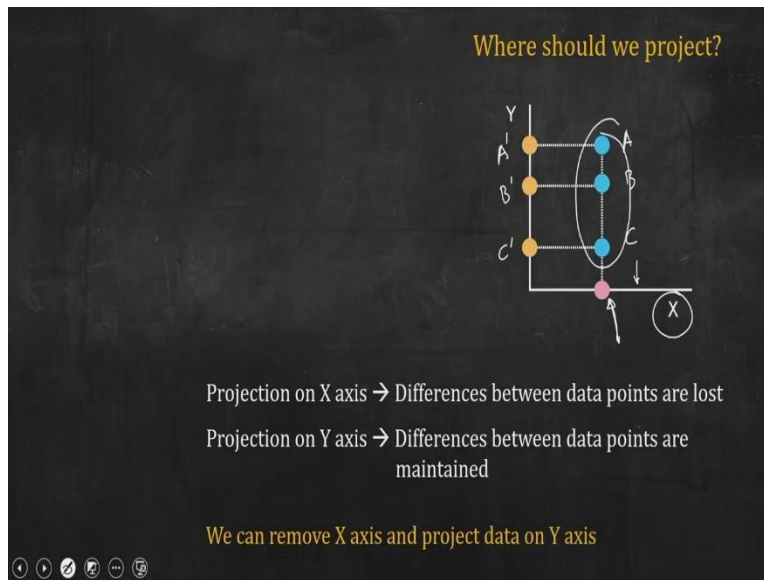 Where should we project?
Y
A' A
B' B
C' C
X
Projection on X axis → Differences between data points are lost
Projection on Y axis → Differences between data points are
maintained
We can remove X axis and project data on Y axis